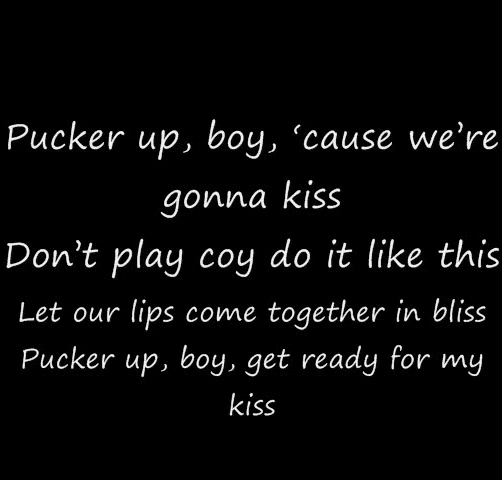 Pucker up, boy, ‘cause we’re
gonna kiss
Don’t play coy do it like this
Let our lips come together in bliss
Pucker up, boy, get ready for my
kiss